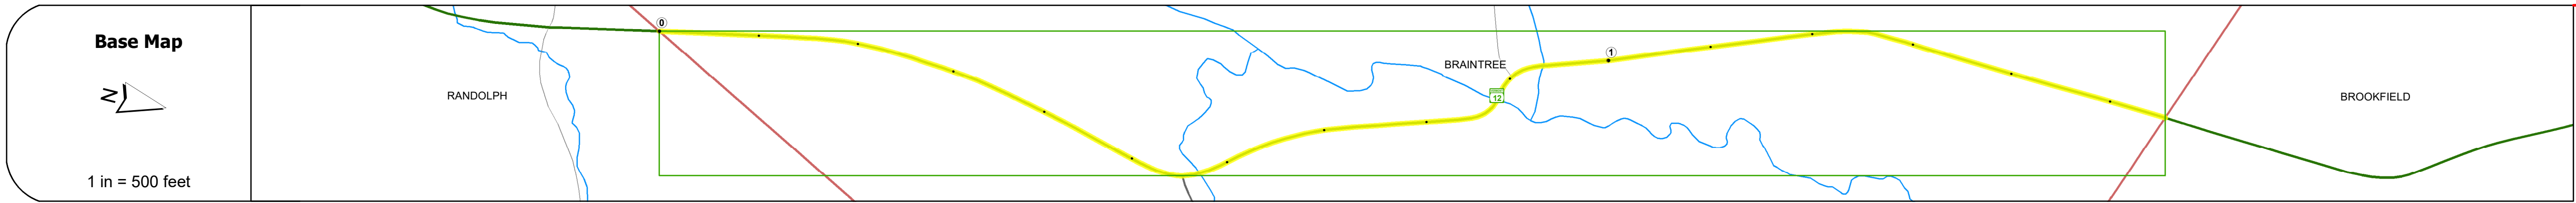 Base Map
N
1 in = 500 feet
RANDOLPH
0
BRAINTREE
12
1
BROOKFIELD